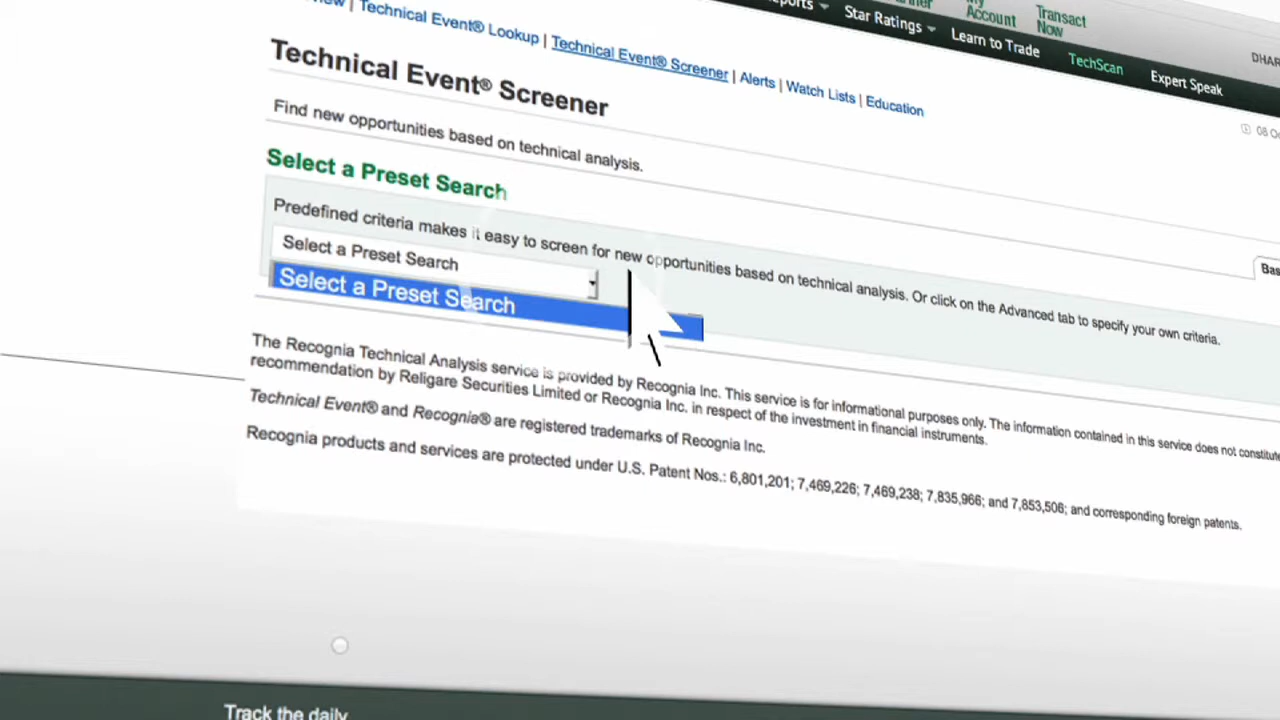 My
Account
Transact
Now
Star Ratings
Learn to Trade
TechScan
Expert Speak
Technical Event® Lookup | Technical Event® Screener | Alerts | Watch Lists | Education
Technical Event® Screener
08
Find new opportunities based on technical analysis.
Select a Preset Search
Predefined criteria makes it easy to screen for new opportunities based on technical analysis. Or click on the Advanced tab to specify your own criteria.
Select a Preset Search
Select a Preset Search
The Recognia Technical Analysis service is provided by Recognia Inc. This service is for informational purposes only. The information contained in this service does not constitute
recommendation by Religare Securities Limited or Recognia Inc. in respect of the investment in financial instruments.
Technical Event® and Recognia® are registered trademarks of Recognia Inc.
Recognia products and services are protected under U.S. Patent Nos.: 6,801,201; 7,469,226; 7,469,238; 7,835,966; and 7,853,506; and corresponding foreign patents.
Track the daily